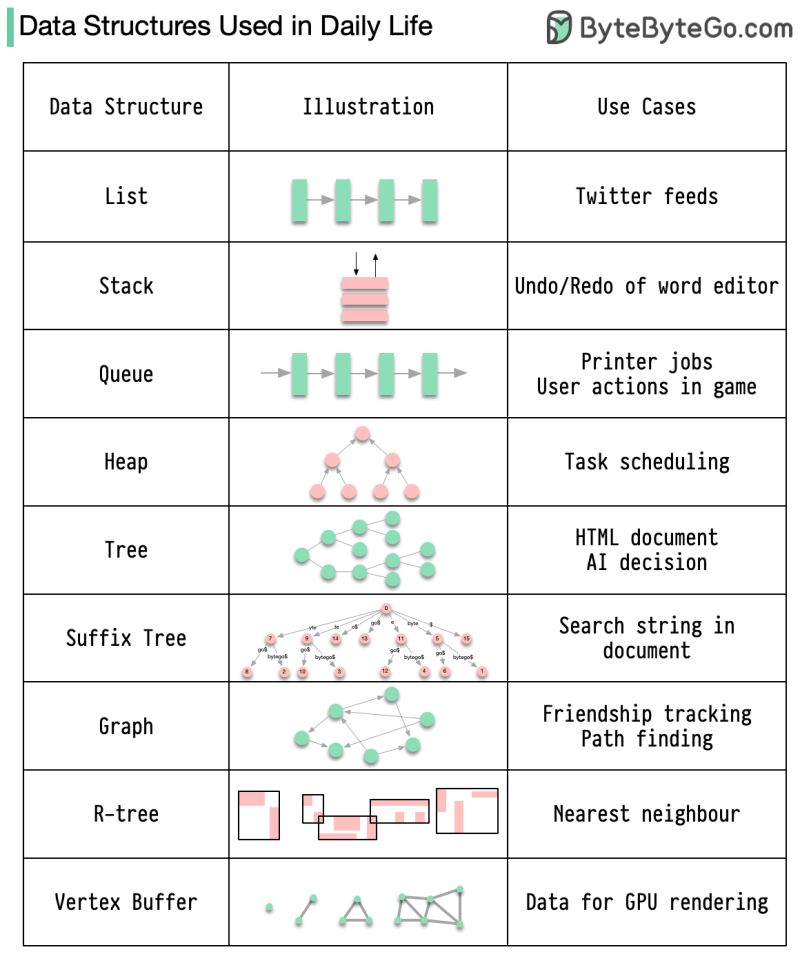 Data Structures Used in Daily Life
ByteByteGo.com
Data Structure
Illustration
Use Cases
List
Twitter feeds
Stack
Undo/Redo of word editor
Queue
Printer jobs
User actions in game
Heap
Task scheduling
Tree
HTML document
AI decision
Suffix Tree
0
yte
te
o$
go$
e
byte
$
7
9
14
13
11
5
15
go$
bytego$
go$
bytego$
go$
bytego$
go$
bytego$
8
2
10
3
12
4
6
1
Search string in
document
Graph
Friendship tracking
Path finding
R-tree
Nearest neighbour
Vertex Buffer
Data for GPU rendering